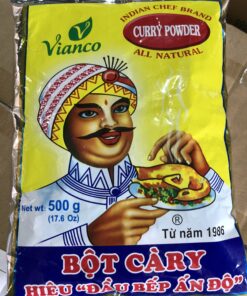 Vianco
INDIAN CHEF BRAND
CURRY POWDER
ALL NATURAL
Net wt. 500 g
(17.6 Oz)
®
Từ năm 1986
BỘT CÀRY
HIỆU "ĐẦU BẾP ẤN ĐỘ"